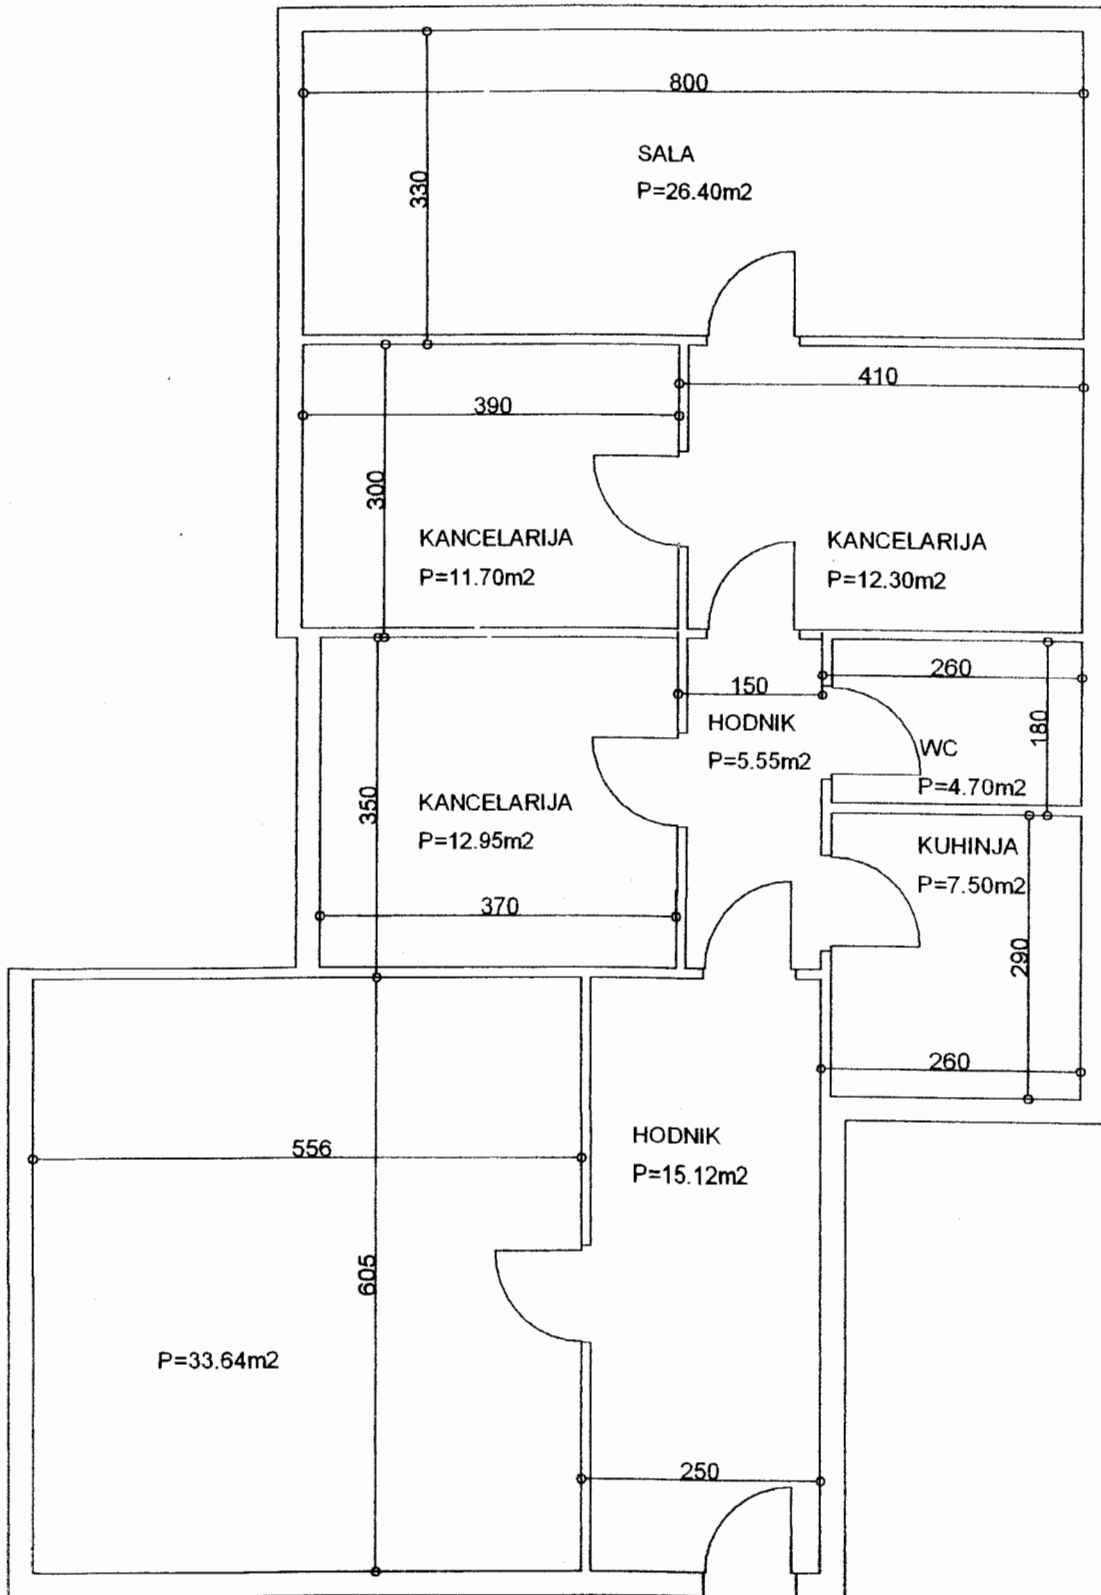 800
SALA
P=26.40m2
330
410
390
300
KANCELARIJA
P=11.70m2
KANCELARIJA
P=12.30m2
260
150
180
HODNIK
P=5.55m2
WC
P=4.70m2
350
KANCELARIJA
P=12.95m2
KUHINJA
P=7.50m2
370
290
260
HODNIK
P=15.12m2
556
605
P=33.64m2
250